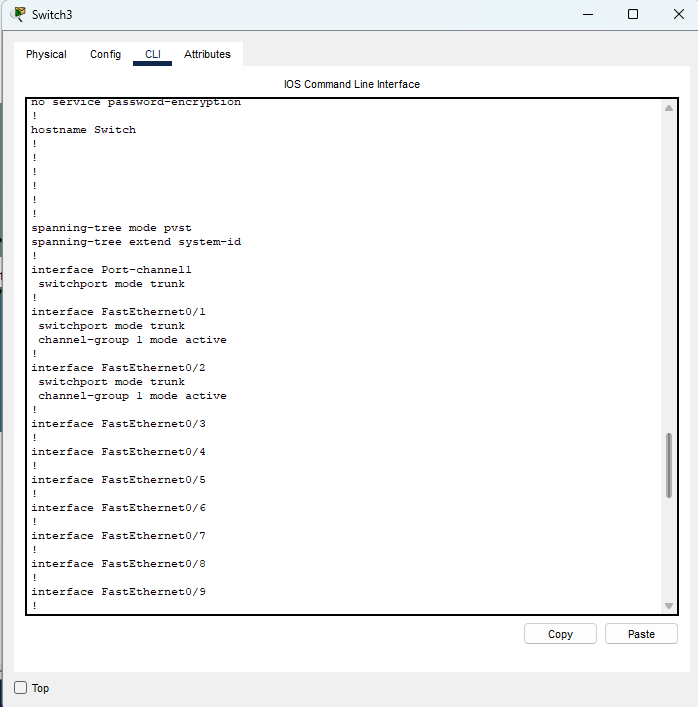 Switch3
Physical Config CLI Attributes
IOS Command Line Interface
no service password-encryption
!
hostname Switch
!
!
!
!
!
!
spanning-tree mode pvst
spanning-tree extend system-id
!
interface Port-channel1
switchport mode trunk
!
interface FastEthernet0/1
switchport mode trunk
channel-group 1 mode active
!
interface FastEthernet0/2
switchport mode trunk
channel-group 1 mode active
!
interface FastEthernet0/3
!
interface FastEthernet0/4
!
interface FastEthernet0/5
!
interface FastEthernet0/6
!
interface FastEthernet0/7
!
interface FastEthernet0/8
!
interface FastEthernet0/9
!
Copy Paste
Top